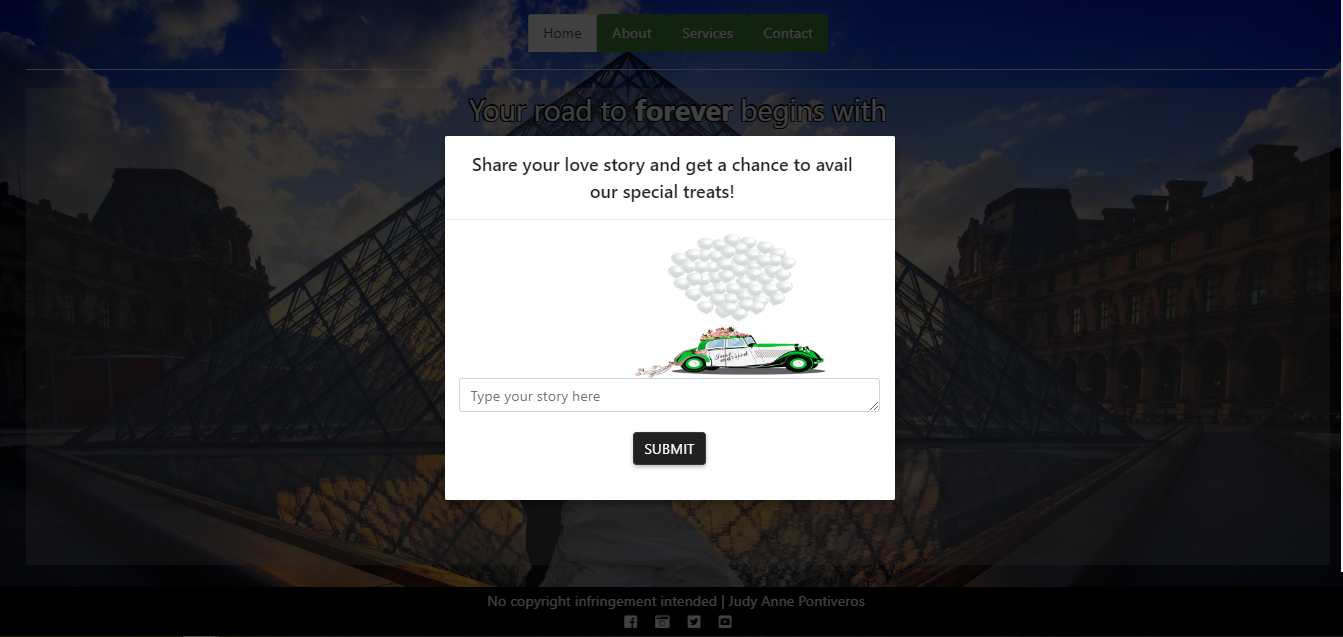 Home About Services Contact
Your road to forever begins with
Share your love story and get a chance to avail
our special treats!
Just
married
Type your story here
SUBMIT
No copyright infringement intended | Judy Anne Pontiveros